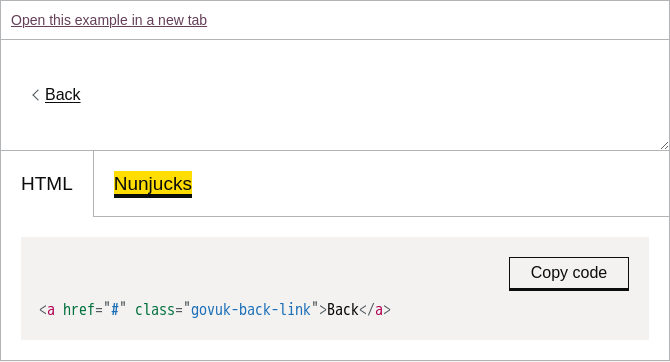 Open this example in a new tab
Back
HTML Nunjucks
Copy code
<a href="#" class="govuk-back-link">Back</a>